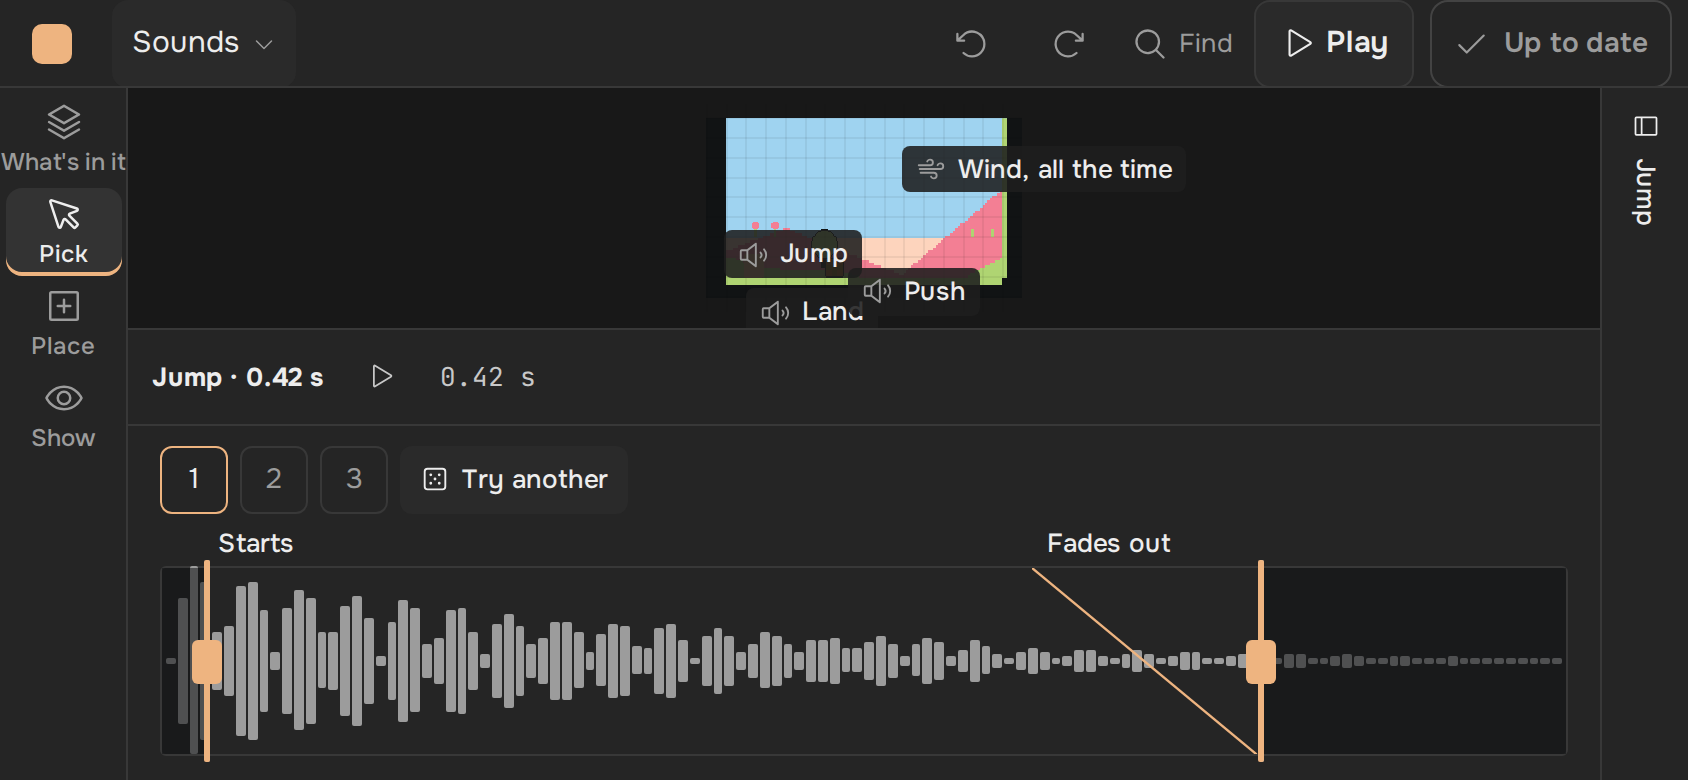 Sounds
Find
Play
Up to date
What's in it
Pick
Place
Show
Wind, all the time
Jump
Push
Land
Jump
Jump · 0.42 s
0.42 s
1
2
3
Try another
Starts
Fades out